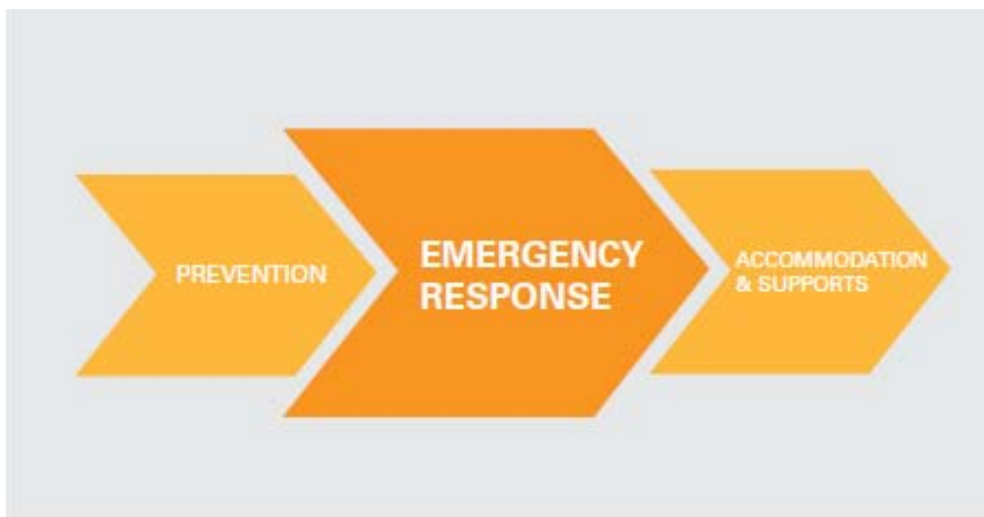 PREVENTION
EMERGENCY
RESPONSE
ACCOMMODATION
& SUPPORTS